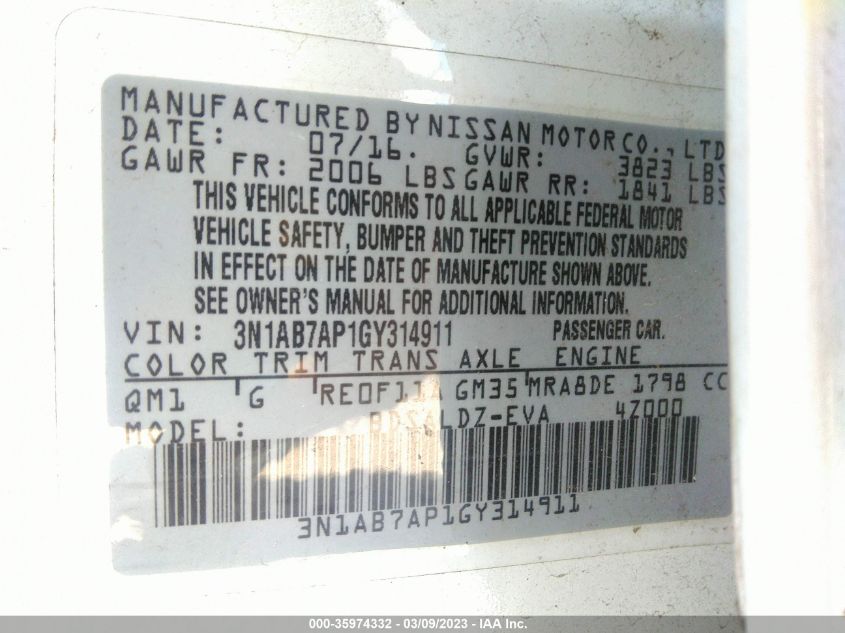 MANUFACTURED BY NISSAN MOTOR CO., LTD
DATE: 07/16. GVWR: 3823 LBS
GAWR FR: 2006 LBS GAWR RR: 1841 LBS
THIS VEHICLE CONFORMS TO ALL APPLICABLE FEDERAL MOTOR
VEHICLE SAFETY, BUMPER AND THEFT PREVENTION STANDARDS
IN EFFECT ON THE DATE OF MANUFACTURE SHOWN ABOVE.
SEE OWNER'S MANUAL FOR ADDITIONAL INFORMATION.
VIN: 3N1AB7AP1GY314911 PASSENGER CAR.
COLOR TRIM TRANS AXLE ENGINE
QM1 G RE0F11A GM35 MRA8DE 1798 CC
MODEL: 4Z000
3N1AB7AP1GY314911
000-35974332 - 03/09/2023 - IAA Inc.